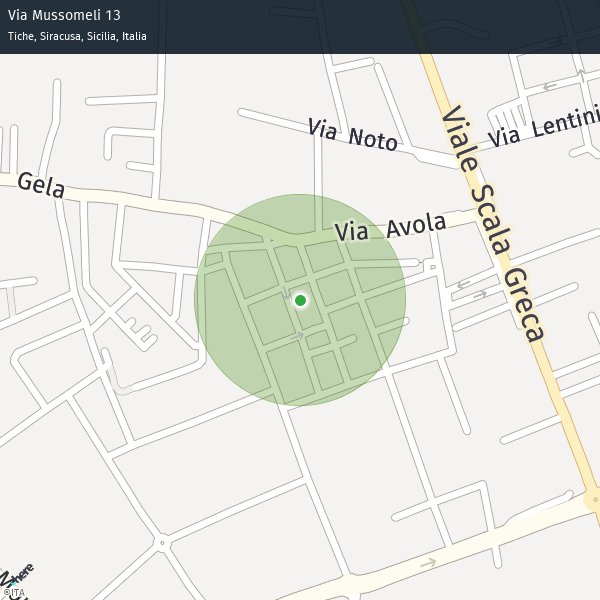 Via Mussomeli 13
Tiche, Siracusa, Sicilia, Italia
Via Noto
Via Lentini
Viale Scala Greca
Gela
Via Avola
here
©ITA